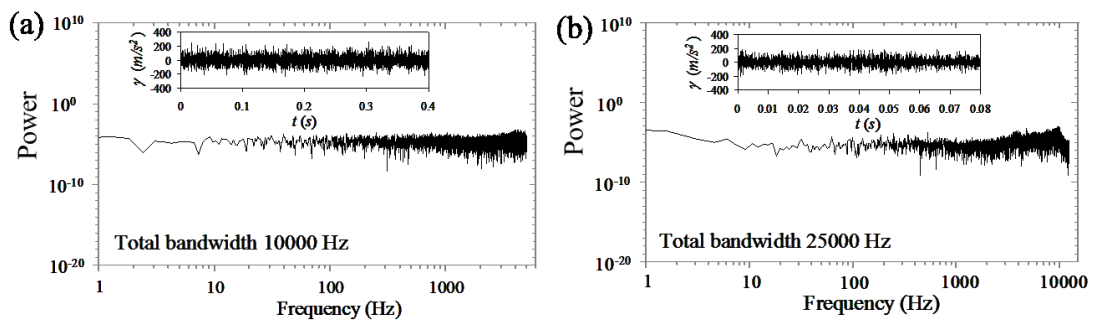 (a)
10^10
10^0
10^-10
10^-20
Power
400
200
0
-200
-400
γ (m/s^2)
0 0.1 0.2 0.3 0.4
t (s)
Total bandwidth 10000 Hz
1 10 100 1000
Frequency (Hz)
(b)
10^10
10^0
10^-10
10^-20
Power
400
200
0
-200
-400
γ (m/s^2)
0 0.01 0.02 0.03 0.04 0.05 0.06 0.07 0.08
t (s)
Total bandwidth 25000 Hz
1 10 100 1000 10000
Frequency (Hz)